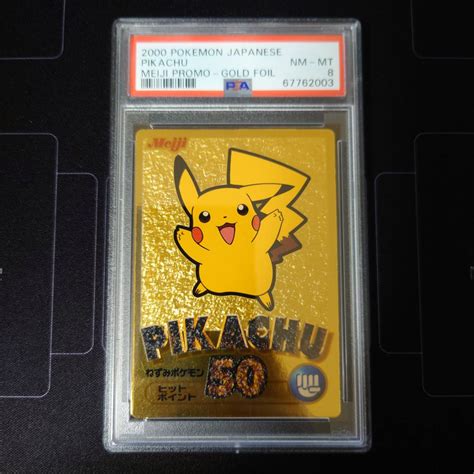 2000 POKEMON JAPANESE
PIKACHU NM - MT
MEIJI PROMO - GOLD FOIL 8
PSA 67762003
Meiji
PIKACHU
ねずみポケモン 50
ヒット
ポイント